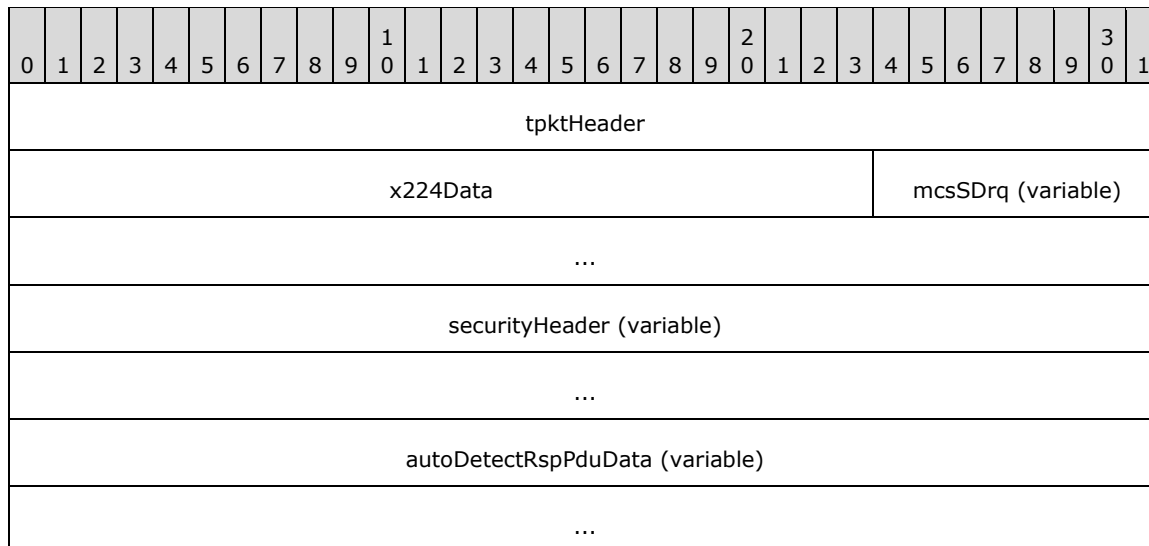 1 2 3
0 1 2 3 4 5 6 7 8 9 0 1 2 3 4 5 6 7 8 9 0 1 2 3 4 5 6 7 8 9 0 1
tpktHeader
x224Data mcsSDrq (variable)
...
securityHeader (variable)
...
autoDetectRspPduData (variable)
...